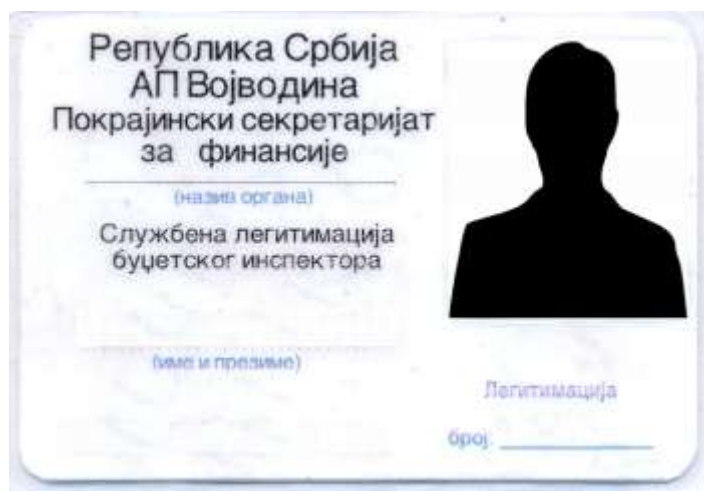 Република Србија
АП Војводина
Покрајински секретаријат
за финансије
(назив органа)
Службена легитимација
буџетског инспектора
(име и презиме)
Легитимација
број: